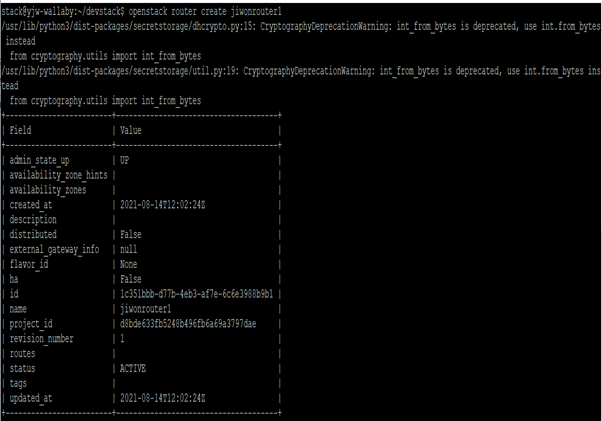 stack@yjw-wallaby:~/devstack$ openstack router create jiwonrouter1
/usr/lib/python3/dist-packages/secretstorage/dhcrypto.py:15: CryptographyDeprecationWarning: int_from_bytes is deprecated, use int.from_bytes
 instead
  from cryptography.utils import int_from_bytes
/usr/lib/python3/dist-packages/secretstorage/util.py:19: CryptographyDeprecationWarning: int_from_bytes is deprecated, use int.from_bytes ins
tead
  from cryptography.utils import int_from_bytes
+-------------------------+--------------------------------------+
| Field                   | Value                                |
+-------------------------+--------------------------------------+
| admin_state_up          | UP                                   |
| availability_zone_hints |                                      |
| availability_zones      |                                      |
| created_at              | 2021-08-14T12:02:24Z                 |
| description             |                                      |
| distributed             | False                                |
| external_gateway_info   | null                                 |
| flavor_id               | None                                 |
| ha                      | False                                |
| id                      | 1c351bbb-d77b-4eb3-af7e-6c6e3988b9b1 |
| name                    | jiwonrouter1                         |
| project_id              | d8bde633fb5248b496fb6a69a3797dae     |
| revision_number         | 1                                    |
| routes                  |                                      |
| status                  | ACTIVE                               |
| tags                    |                                      |
| updated_at              | 2021-08-14T12:02:24Z                 |
+-------------------------+--------------------------------------+